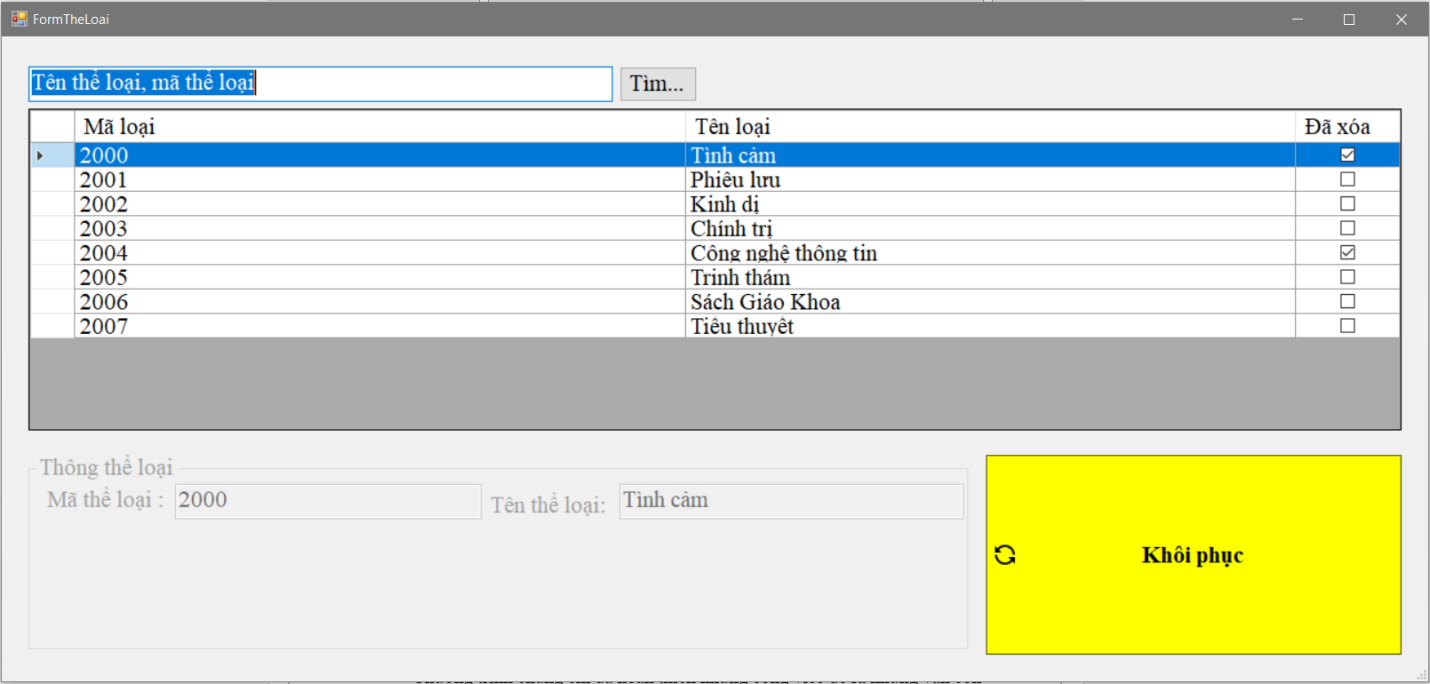 FormTheLoai
Tên thể loại, mã thể loại Tìm...
Mã loại Tên loại Đã xóa
2000 Tình cảm
2001 Phiêu lưu
2002 Kinh dị
2003 Chính trị
2004 Công nghệ thông tin
2005 Trinh thám
2006 Sách Giáo Khoa
2007 Tiêu thuyêt
Thông thể loại
Mã thể loại : 2000 Tên thể loại: Tình cảm
Khôi phục